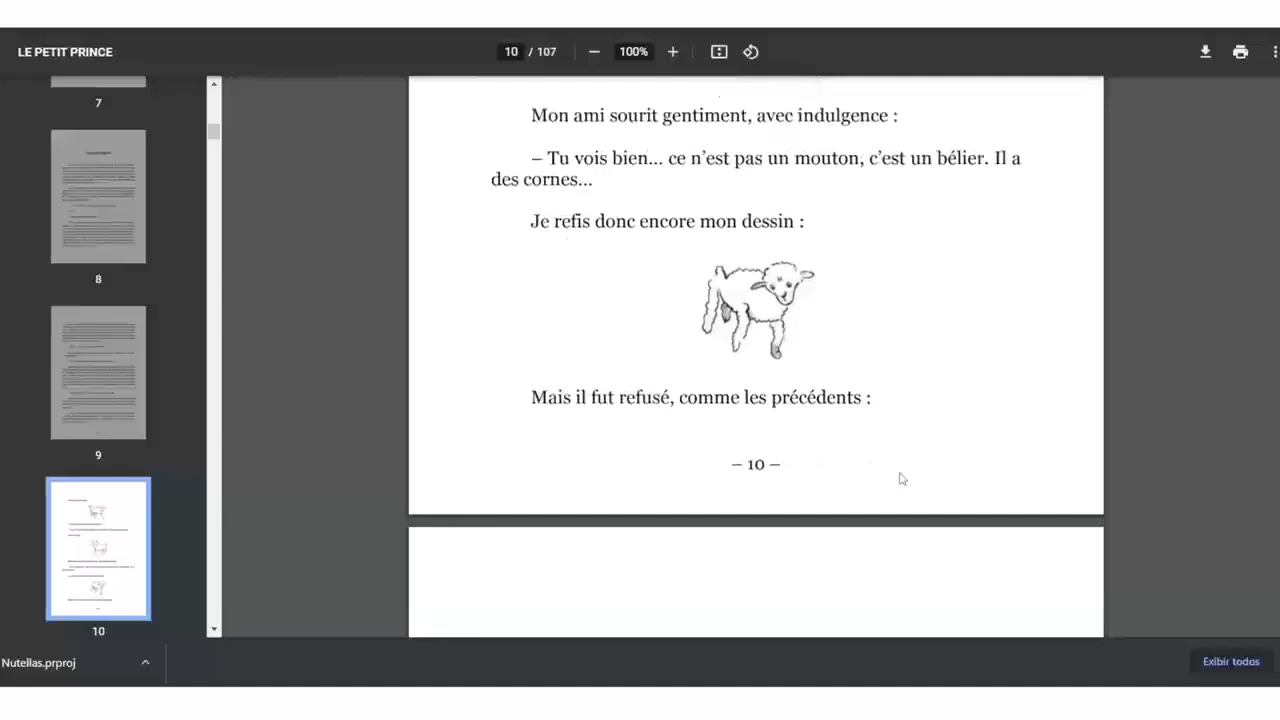 LE PETIT PRINCE
10 / 107
100%
7
8
9
10
Mon ami sourit gentiment, avec indulgence :
– Tu vois bien... ce n'est pas un mouton, c'est un bélier. Il a
des cornes...
Je refis donc encore mon dessin :
Mais il fut refusé, comme les précédents :
– 10 –
Nutellas.prproj
Exibir todos